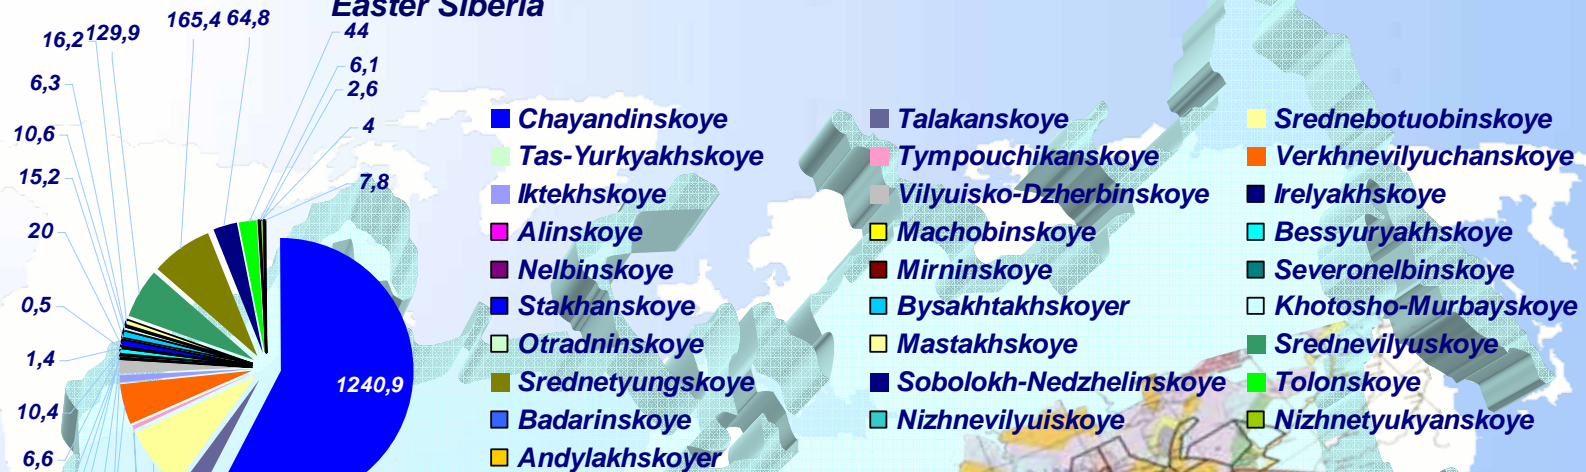 Easter Siberia
165,4 64,8
16,2 129,9
44
6,1
6,3
2,6
10,6
4
15,2
7,8
20
0,5
1,4
1240,9
10,4
6,6
Chayandinskoye Talakanskoye Srednebotuobinskoye
Tas-Yurkyakhskoye Tympouchikanskoye Verkhnevilyuchanskoye
Iktekhskoye Vilyuisko-Dzherbinskoye Irelyakhskoye
Alinskoye Machobinskoye Bessyuryakhskoye
Nelbinskoye Mirninskoye Severonelbinskoye
Stakhanskoye Bysakhtakhskoyer Khotosho-Murbayskoye
Otradninskoye Mastakhskoye Srednevilyuskoye
Srednetyungskoye Sobolokh-Nedzhelinskoye Tolonskoye
Badarinskoye Nizhnevilyuiskoye Nizhnetyukyanskoye
Andylakhskoyer